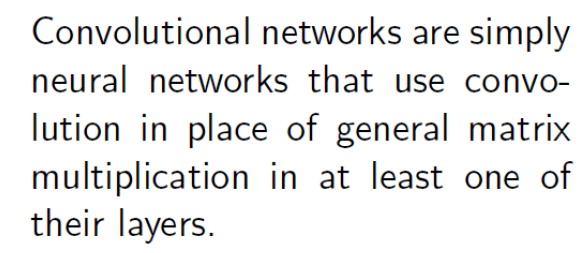 Convolutional networks are simply
neural networks that use convo-
lution in place of general matrix
multiplication in at least one of
their layers.